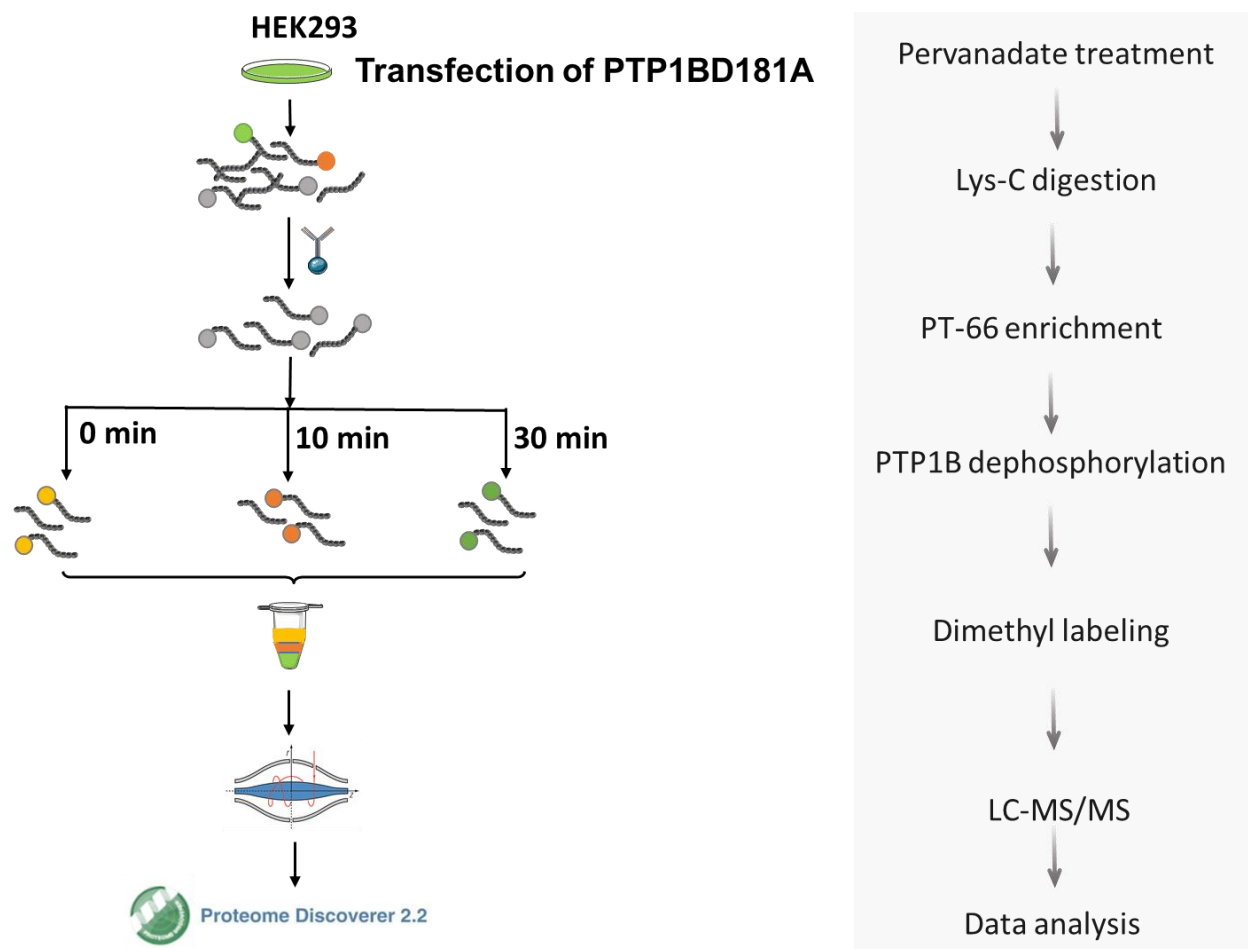 HEK293
Transfection of PTP1BD181A
0 min
10 min
30 min
r
z
Proteome Discoverer 2.2
Pervanadate treatment
Lys-C digestion
PT-66 enrichment
PTP1B dephosphorylation
Dimethyl labeling
LC-MS/MS
Data analysis